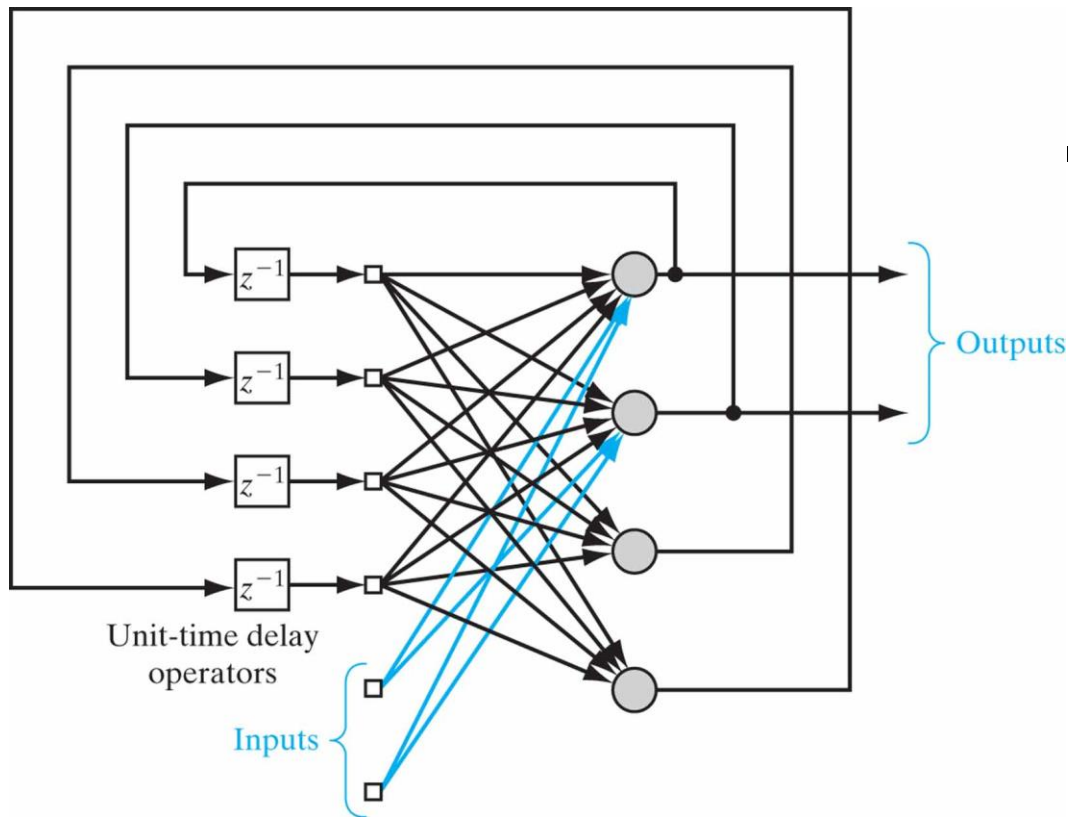 z⁻¹
z⁻¹
z⁻¹
z⁻¹
Unit-time delay
operators
Inputs
Outputs